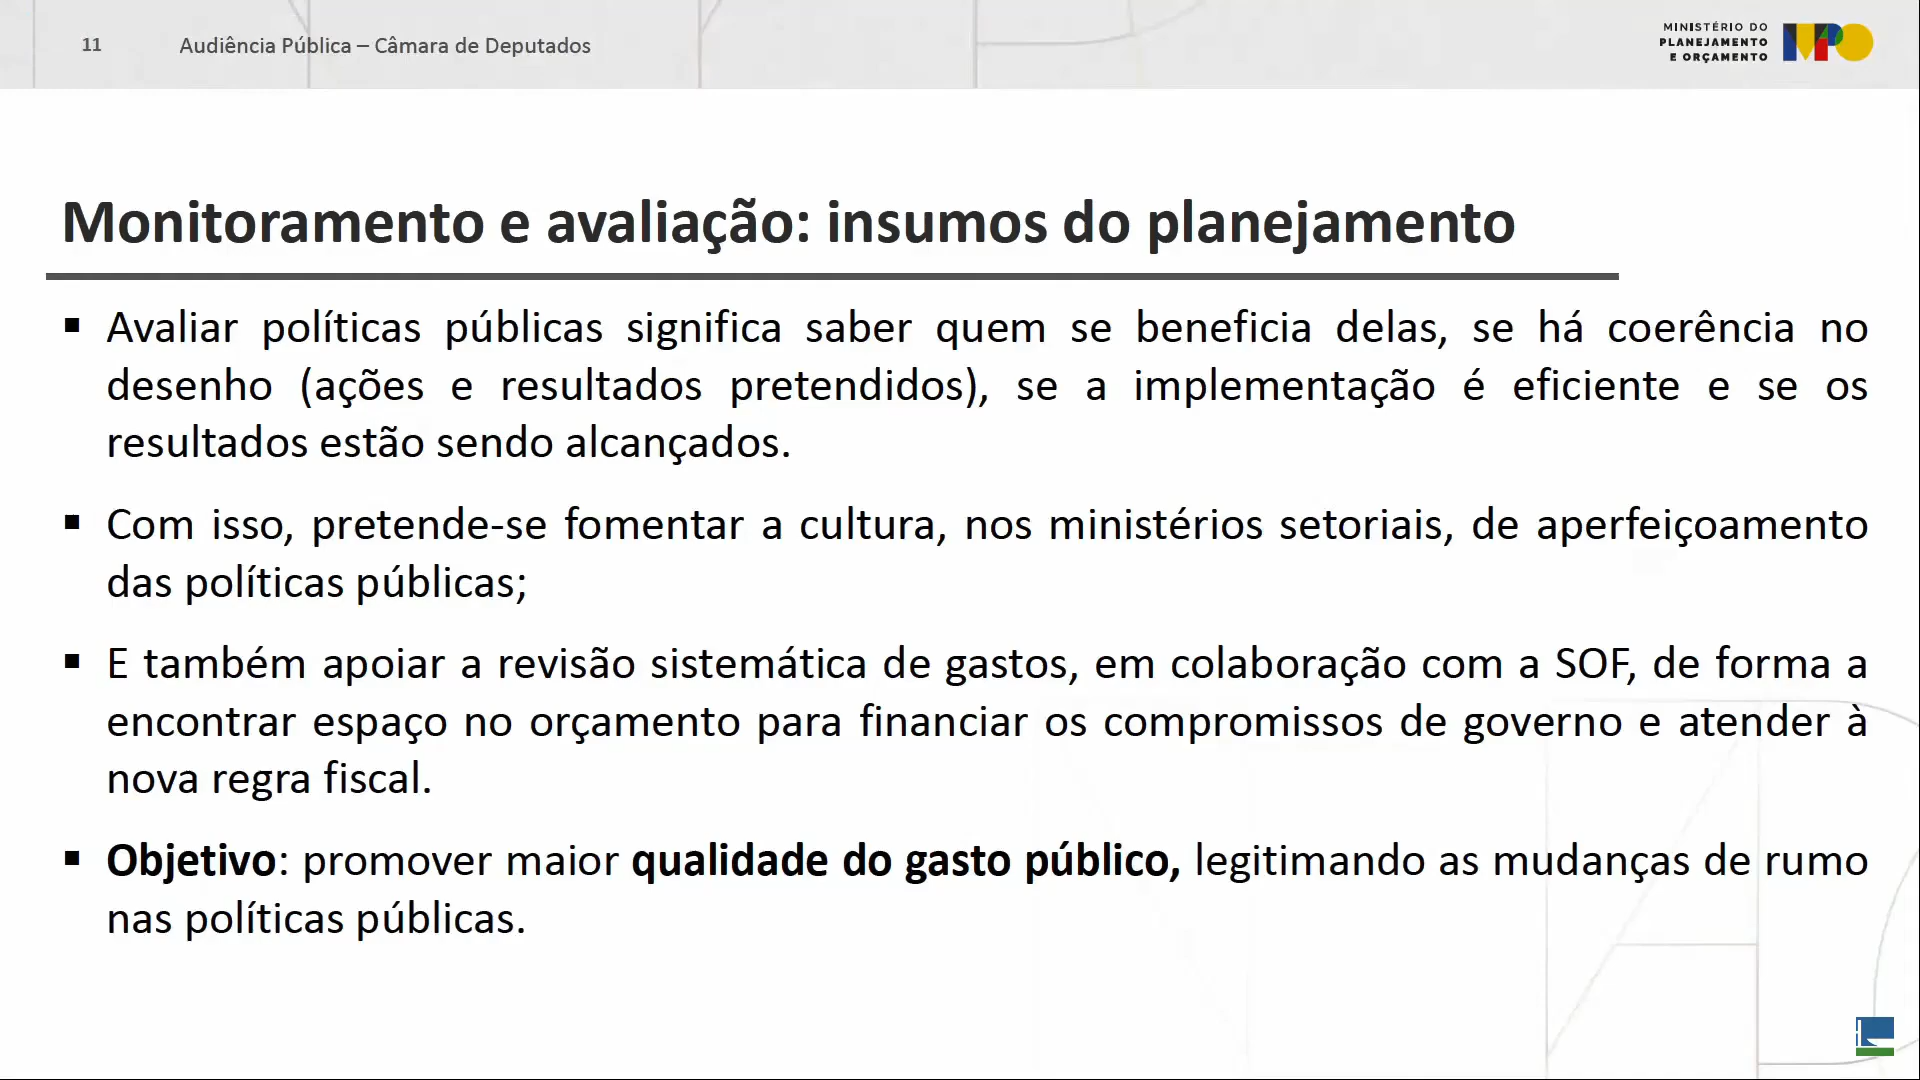 11
Audiência Pública – Câmara de Deputados
MINISTÉRIO DO
PLANEJAMENTO
E ORÇAMENTO
MPO
Monitoramento e avaliação: insumos do planejamento
▪ Avaliar políticas públicas significa saber quem se beneficia delas, se há coerência no
desenho (ações e resultados pretendidos), se a implementação é eficiente e se os
resultados estão sendo alcançados.
▪ Com isso, pretende-se fomentar a cultura, nos ministérios setoriais, de aperfeiçoamento
das políticas públicas;
▪ E também apoiar a revisão sistemática de gastos, em colaboração com a SOF, de forma a
encontrar espaço no orçamento para financiar os compromissos de governo e atender à
nova regra fiscal.
▪ Objetivo: promover maior qualidade do gasto público, legitimando as mudanças de rumo
nas políticas públicas.